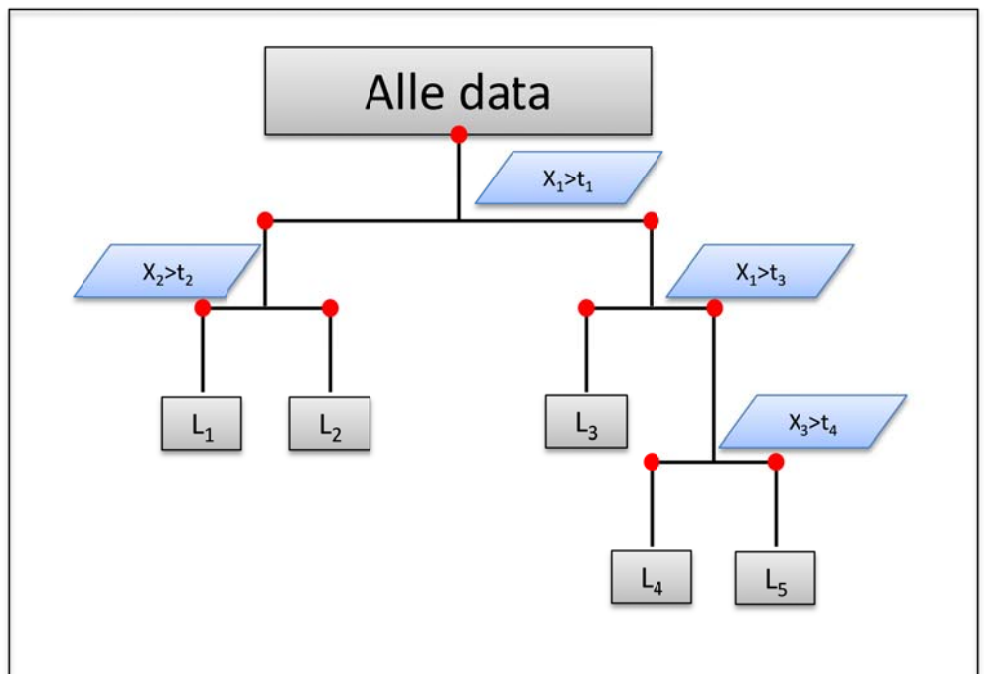 Alle data
X₁>t₁
X₂>t₂
X₁>t₃
L₁
L₂
L₃
X₃>t₄
L₄
L₅